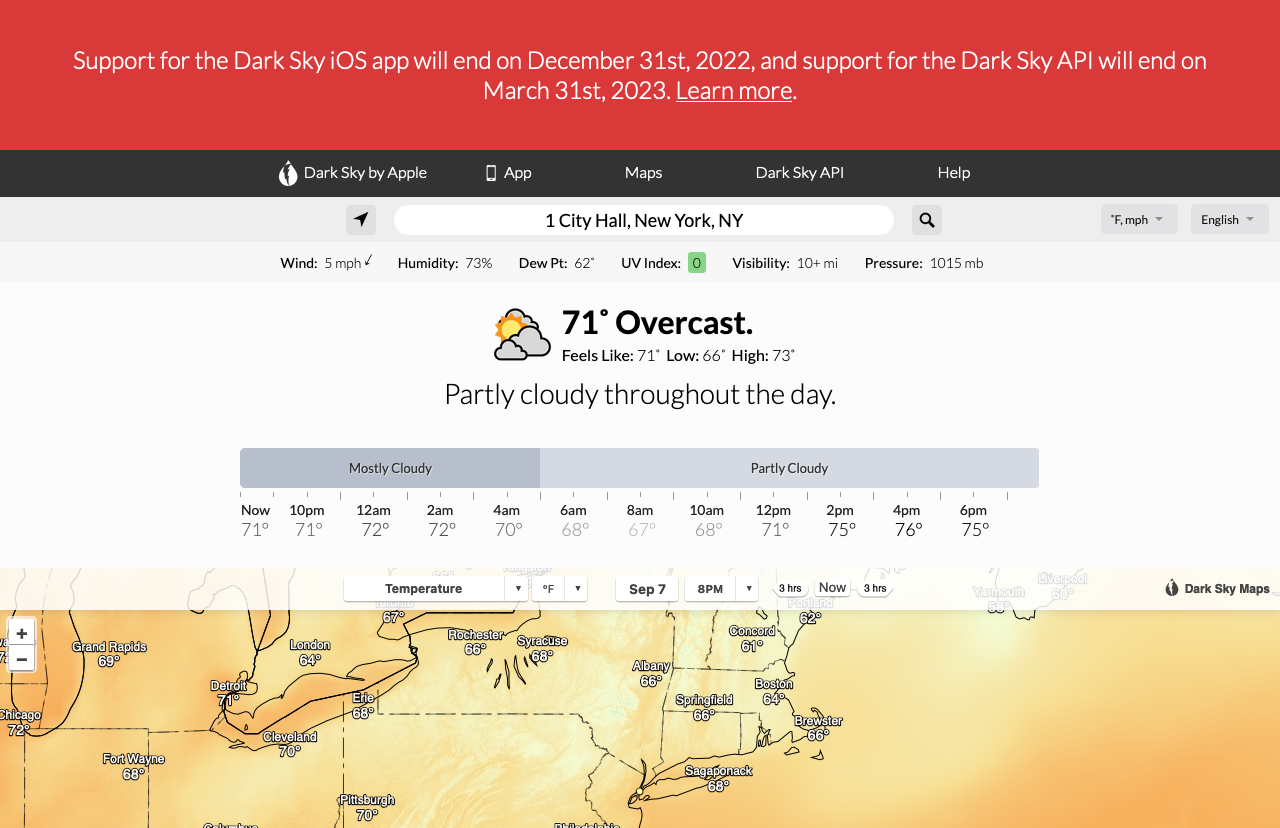 Support for the Dark Sky iOS app will end on December 31st, 2022, and support for the Dark Sky API will end on
March 31st, 2023. Learn more.
Dark Sky by Apple
App
Maps
Dark Sky API
Help
1 City Hall, New York, NY
˚F, mph
English
Wind: 5 mph
Humidity: 73%
Dew Pt: 62˚
UV Index: 0
Visibility: 10+ mi
Pressure: 1015 mb
71˚ Overcast.
Feels Like: 71˚ Low: 66˚ High: 73˚
Partly cloudy throughout the day.
Mostly Cloudy
Partly Cloudy
Now 10pm 12am 2am 4am 6am 8am 10am 12pm 2pm 4pm 6pm
71° 71° 72° 72° 70° 68° 67° 68° 71° 75° 76° 75°
Kingston
66°
Temperature
°F
Sep 7
8PM
3 hrs
Now
3 hrs
Yarmouth
58°
Liverpool
60°
Dark Sky Maps
Toronto
67°
Portland
62°
+
−
Grand Rapids
69°
London
64°
Rochester
66°
Syracuse
68°
Concord
61°
Albany
66°
Detroit
71°
Erie
68°
Springfield
66°
Boston
64°
Chicago
72°
Brewster
66°
Cleveland
70°
Fort Wayne
68°
Sagaponack
68°
Pittsburgh
70°
Columbus
Philadelphia